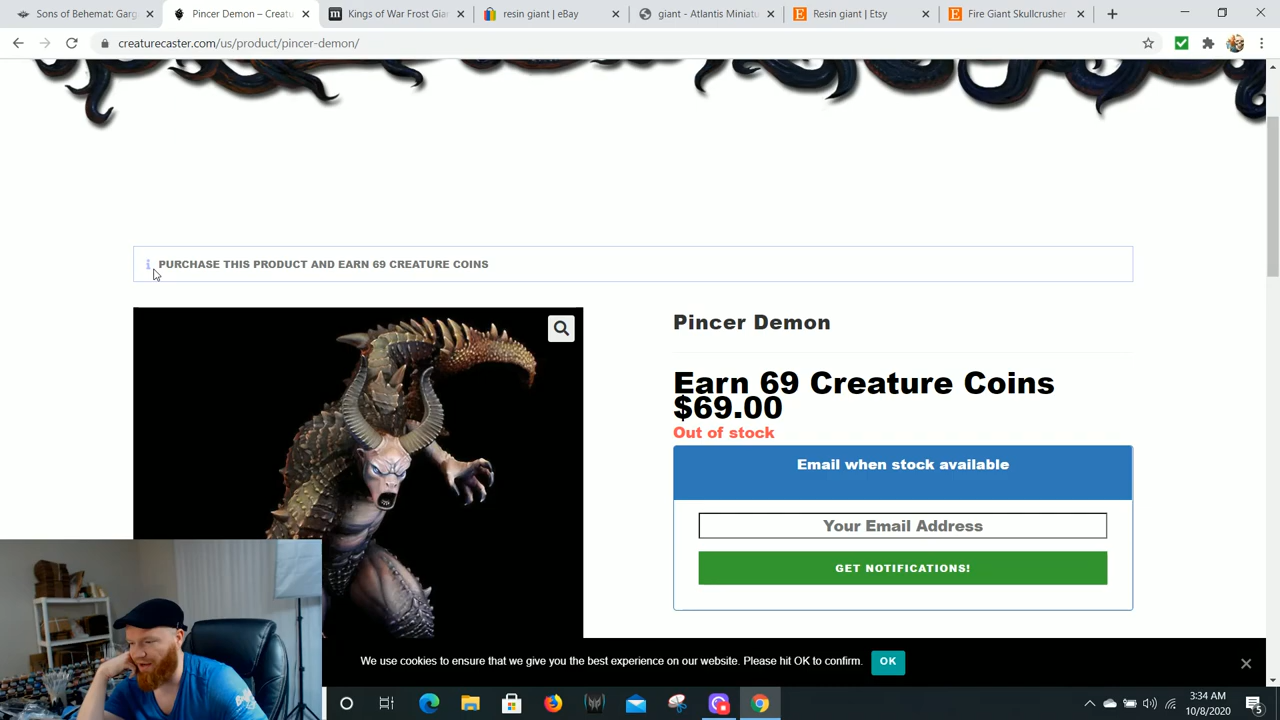 Sons of Behemat: Garg
Pincer Demon – Creatu
Kings of War Frost Gia
resin giant | eBay
giant - Atlantis Miniatu
Resin giant | Etsy
Fire Giant Skullcrusher
creaturecaster.com/us/product/pincer-demon/
PURCHASE THIS PRODUCT AND EARN 69 CREATURE COINS
Pincer Demon
Earn 69 Creature Coins
$69.00
Out of stock
Email when stock available
Your Email Address
GET NOTIFICATIONS!
We use cookies to ensure that we give you the best experience on our website. Please hit OK to confirm.
OK
3:34 AM
10/8/2020
5